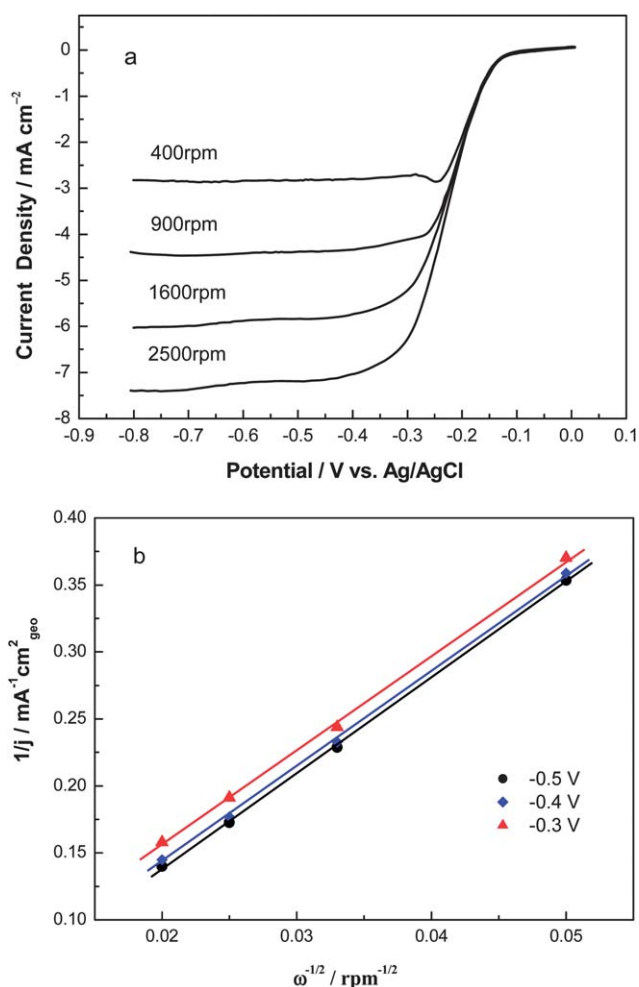 a
0
-1
-2
-3
-4
-5
-6
-7
-8
Current Density / mA cm⁻²
400rpm
900rpm
1600rpm
2500rpm
-0.9 -0.8 -0.7 -0.6 -0.5 -0.4 -0.3 -0.2 -0.1 0.0 0.1
Potential / V vs. Ag/AgCl
b
0.40
0.35
0.30
0.25
0.20
0.15
0.10
1/j / mA⁻¹cm²geo
-0.5 V
-0.4 V
-0.3 V
0.02 0.03 0.04 0.05
ω⁻¹/² / rpm⁻¹/²